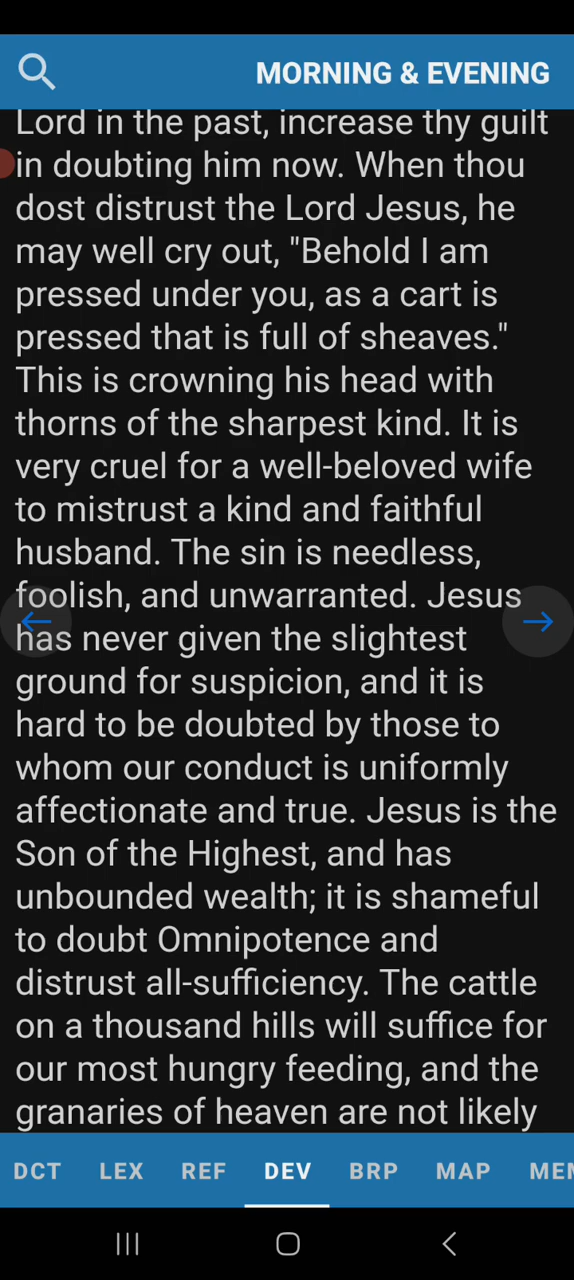 MORNING & EVENING
Lord in the past, increase thy guilt
in doubting him now. When thou
dost distrust the Lord Jesus, he
may well cry out, "Behold I am
pressed under you, as a cart is
pressed that is full of sheaves."
This is crowning his head with
thorns of the sharpest kind. It is
very cruel for a well-beloved wife
to mistrust a kind and faithful
husband. The sin is needless,
foolish, and unwarranted. Jesus
has never given the slightest
ground for suspicion, and it is
hard to be doubted by those to
whom our conduct is uniformly
affectionate and true. Jesus is the
Son of the Highest, and has
unbounded wealth; it is shameful
to doubt Omnipotence and
distrust all-sufficiency. The cattle
on a thousand hills will suffice for
our most hungry feeding, and the
granaries of heaven are not likely
DCT LEX REF DEV BRP MAP